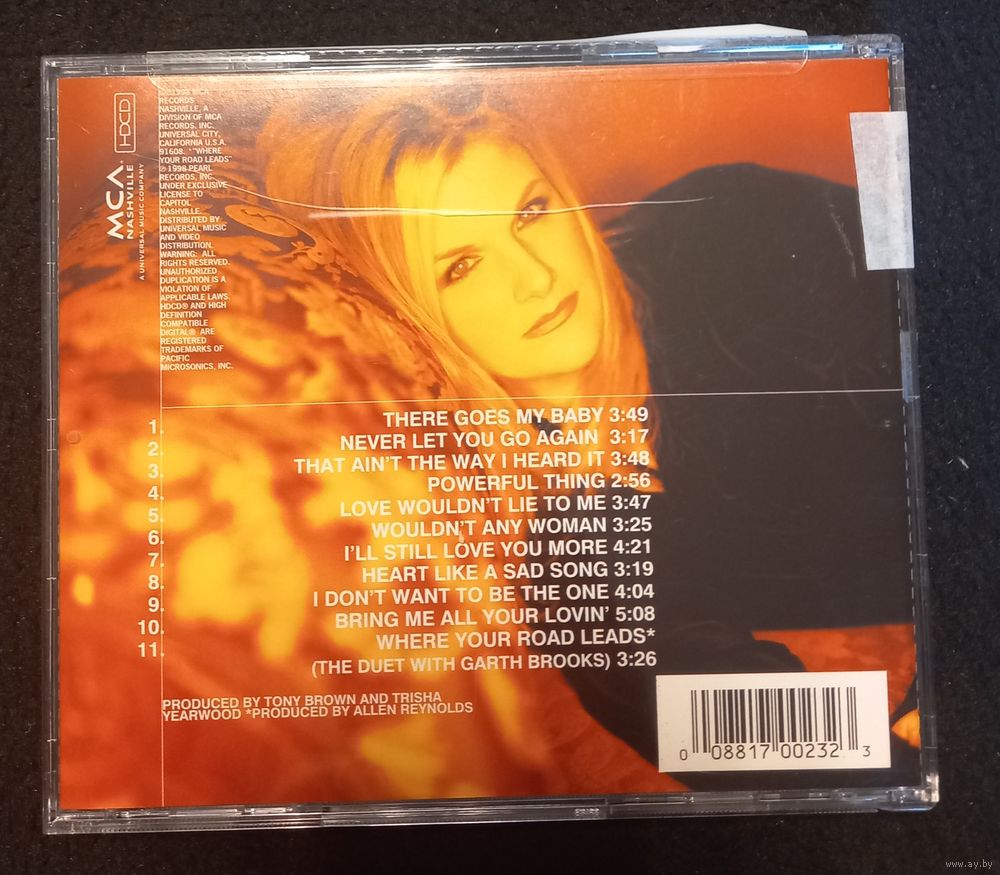 HDCD
MCA
NASHVILLE
A UNIVERSAL MUSIC COMPANY
℗©1998 MCA
RECORDS
NASHVILLE, A
DIVISION OF MCA
RECORDS, INC.
UNIVERSAL CITY,
CALIFORNIA U.S.A.
91608. *"WHERE
YOUR ROAD LEADS"
℗ 1998 PEARL
RECORDS, INC.
UNDER EXCLUSIVE
LICENSE TO
CAPITOL
NASHVILLE.
DISTRIBUTED BY
UNIVERSAL MUSIC
AND VIDEO
DISTRIBUTION.
WARNING: ALL
RIGHTS RESERVED.
UNAUTHORIZED
DUPLICATION IS A
VIOLATION OF
APPLICABLE LAWS.
HDCD® AND HIGH
DEFINITION
COMPATIBLE
DIGITAL® ARE
REGISTERED
TRADEMARKS OF
PACIFIC
MICROSONICS, INC.
1. THERE GOES MY BABY 3:49
2. NEVER LET YOU GO AGAIN 3:17
3. THAT AIN'T THE WAY I HEARD IT 3:48
4. POWERFUL THING 2:56
5. LOVE WOULDN'T LIE TO ME 3:47
6. WOULDN'T ANY WOMAN 3:25
7. I'LL STILL LOVE YOU MORE 4:21
8. HEART LIKE A SAD SONG 3:19
9. I DON'T WANT TO BE THE ONE 4:04
10. BRING ME ALL YOUR LOVIN' 5:08
11. WHERE YOUR ROAD LEADS*
(THE DUET WITH GARTH BROOKS) 3:26
PRODUCED BY TONY BROWN AND TRISHA
YEARWOOD *PRODUCED BY ALLEN REYNOLDS
0 08817 00232 3
www.ay.by